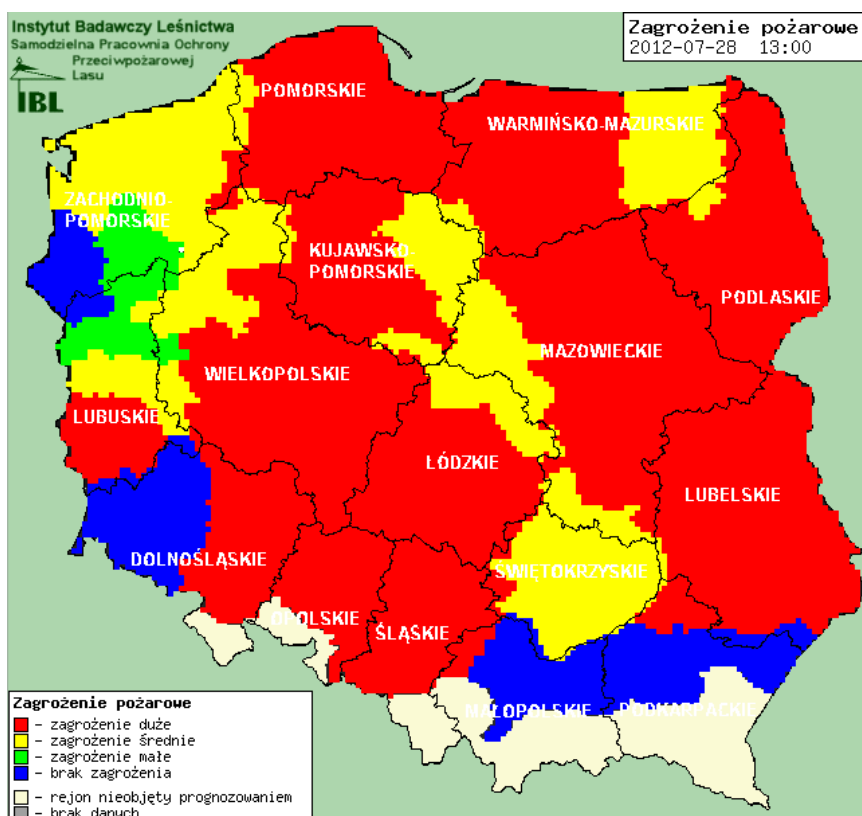 Instytut Badawczy Leśnictwa
Samodzielna Pracownia Ochrony
Przeciwpożarowej
Lasu
IBL
Zagrożenie pożarowe
2012-07-28 13:00
POMORSKIE
WARMIŃSKO-MAZURSKIE
ZACHODNIO-
POMORSKIE
KUJAWSKO-
POMORSKIE
PODLASKIE
MAZOWIECKIE
WIELKOPOLSKIE
LUBUSKIE
ŁÓDZKIE
LUBELSKIE
DOLNOŚLĄSKIE
ŚWIĘTOKRZYSKIE
OPOLSKIE
ŚLĄSKIE
MAŁOPOLSKIE
PODKARPACKIE
Zagrożenie pożarowe
- zagrożenie duże
- zagrożenie średnie
- zagrożenie małe
- brak zagrożenia
- rejon nieobjęty prognozowaniem
- brak danych